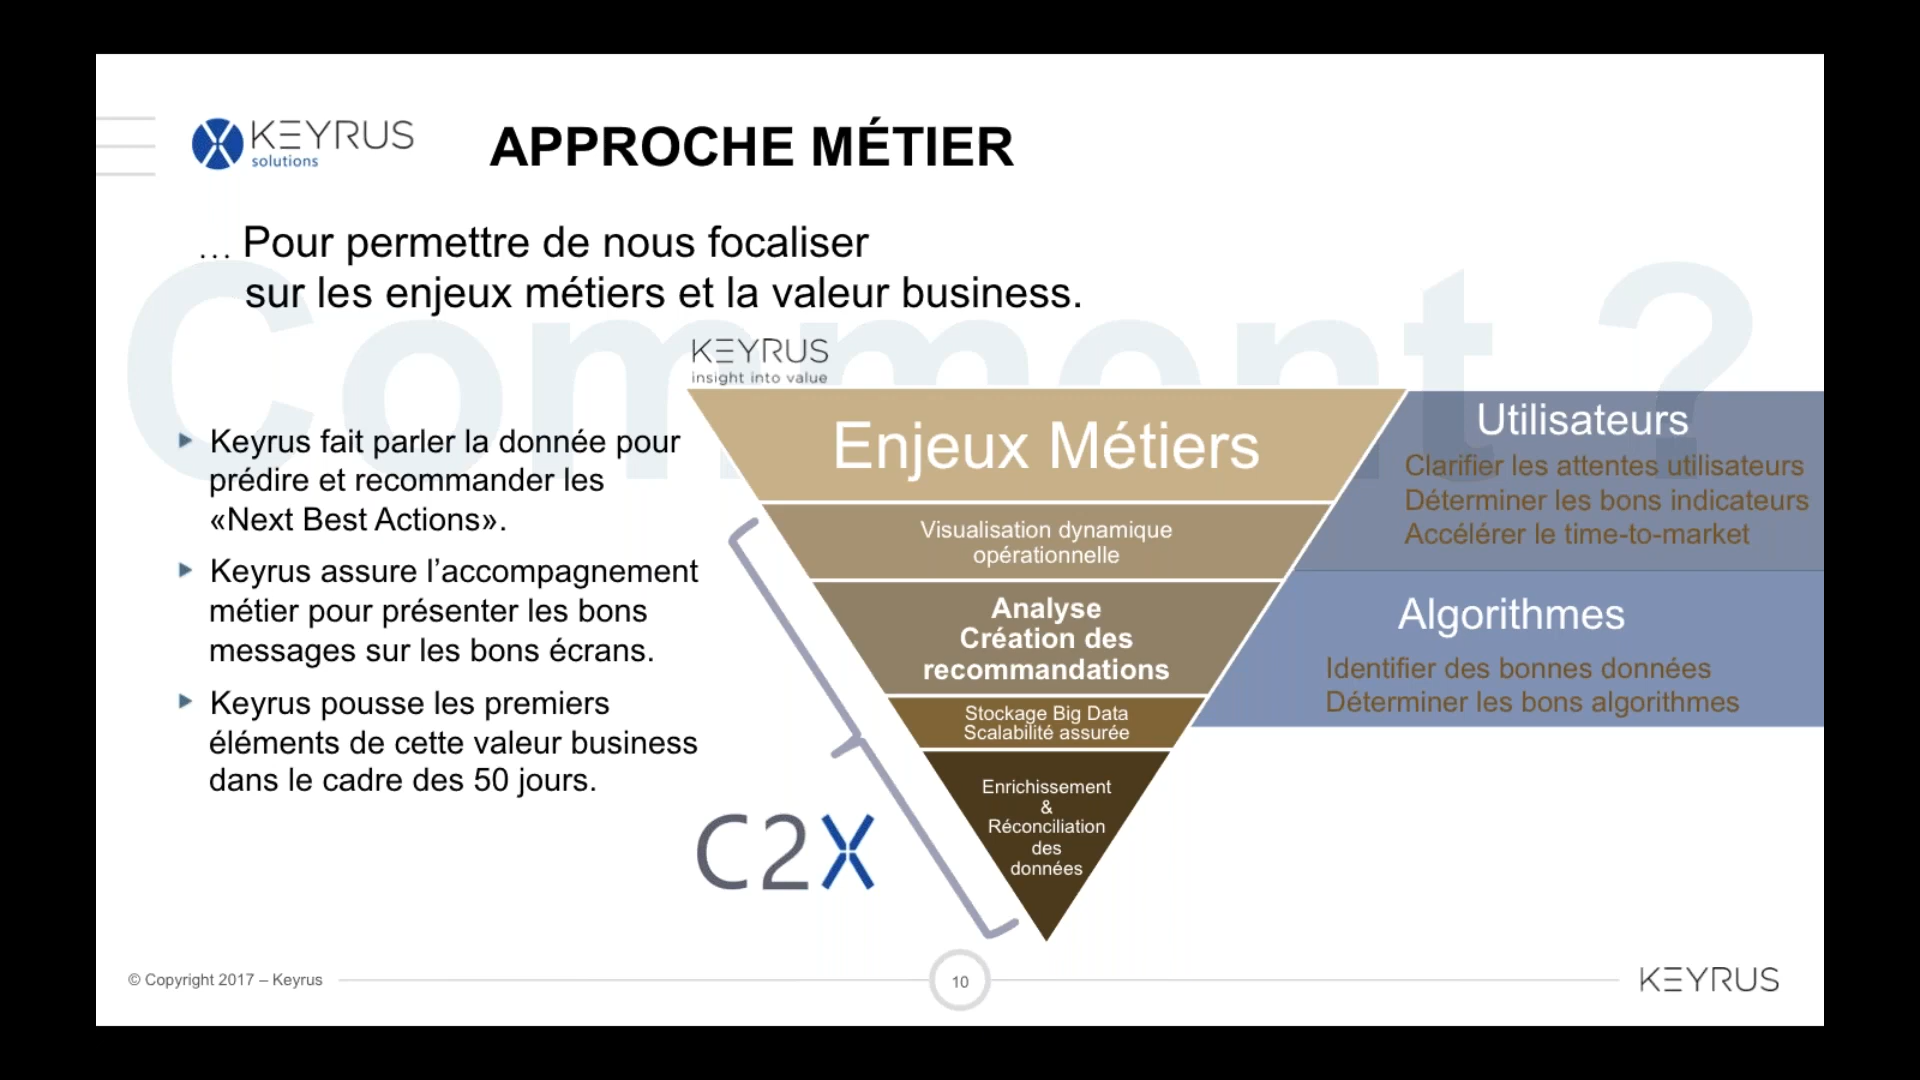 KEYRUS
solutions
APPROCHE MÉTIER
Comment ?
... Pour permettre de nous focaliser
sur les enjeux métiers et la valeur business.
Keyrus fait parler la donnée pour
prédire et recommander les
«Next Best Actions».
Keyrus assure l’accompagnement
métier pour présenter les bons
messages sur les bons écrans.
Keyrus pousse les premiers
éléments de cette valeur business
dans le cadre des 50 jours.
KEYRUS
insight into value
Enjeux Métiers
Visualisation dynamique
opérationnelle
Analyse
Création des
recommandations
Stockage Big Data
Scalabilité assurée
Enrichissement
&
Réconciliation
des
données
C2X
Utilisateurs
Clarifier les attentes utilisateurs
Déterminer les bons indicateurs
Accélérer le time-to-market
Algorithmes
Identifier des bonnes données
Déterminer les bons algorithmes
© Copyright 2017 – Keyrus
10
KEYRUS